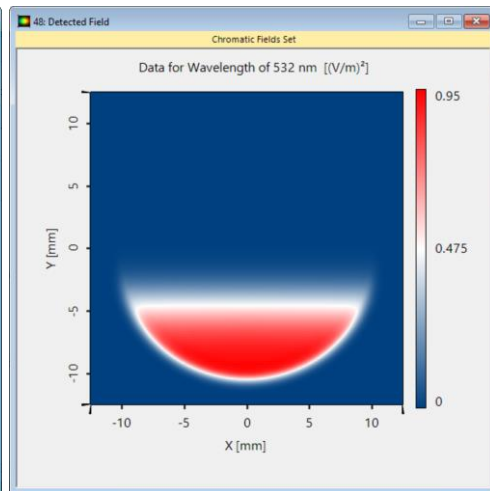 48: Detected Field
Chromatic Fields Set
Data for Wavelength of 532 nm [(V/m)²]
0.95
0.475
0
10
5
0
-5
-10
Y [mm]
-10 -5 0 5 10
X [mm]